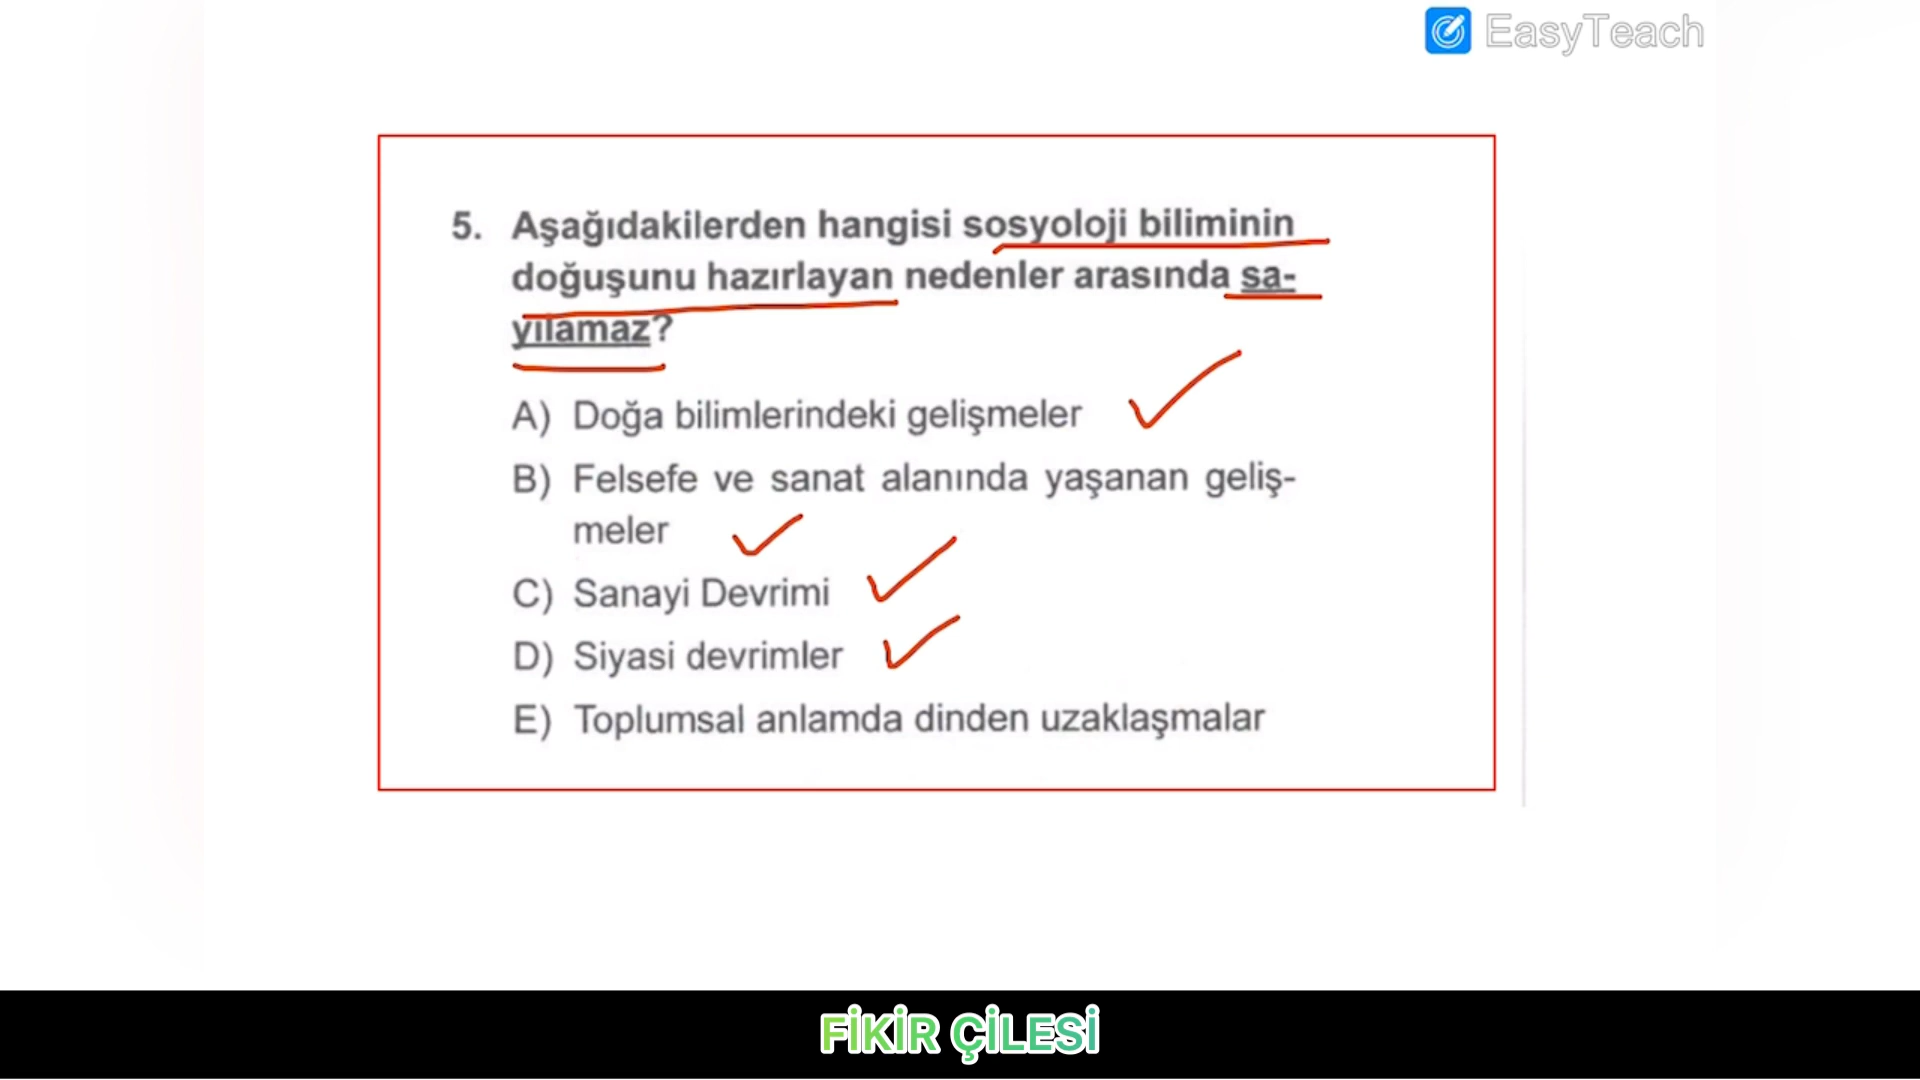 EasyTeach
5. Aşağıdakilerden hangisi sosyoloji biliminin
doğuşunu hazırlayan nedenler arasında sa-
yılamaz?
A) Doğa bilimlerindeki gelişmeler
B) Felsefe ve sanat alanında yaşanan geliş-
meler
C) Sanayi Devrimi
D) Siyasi devrimler
E) Toplumsal anlamda dinden uzaklaşmalar
FİKİR ÇİLESİ